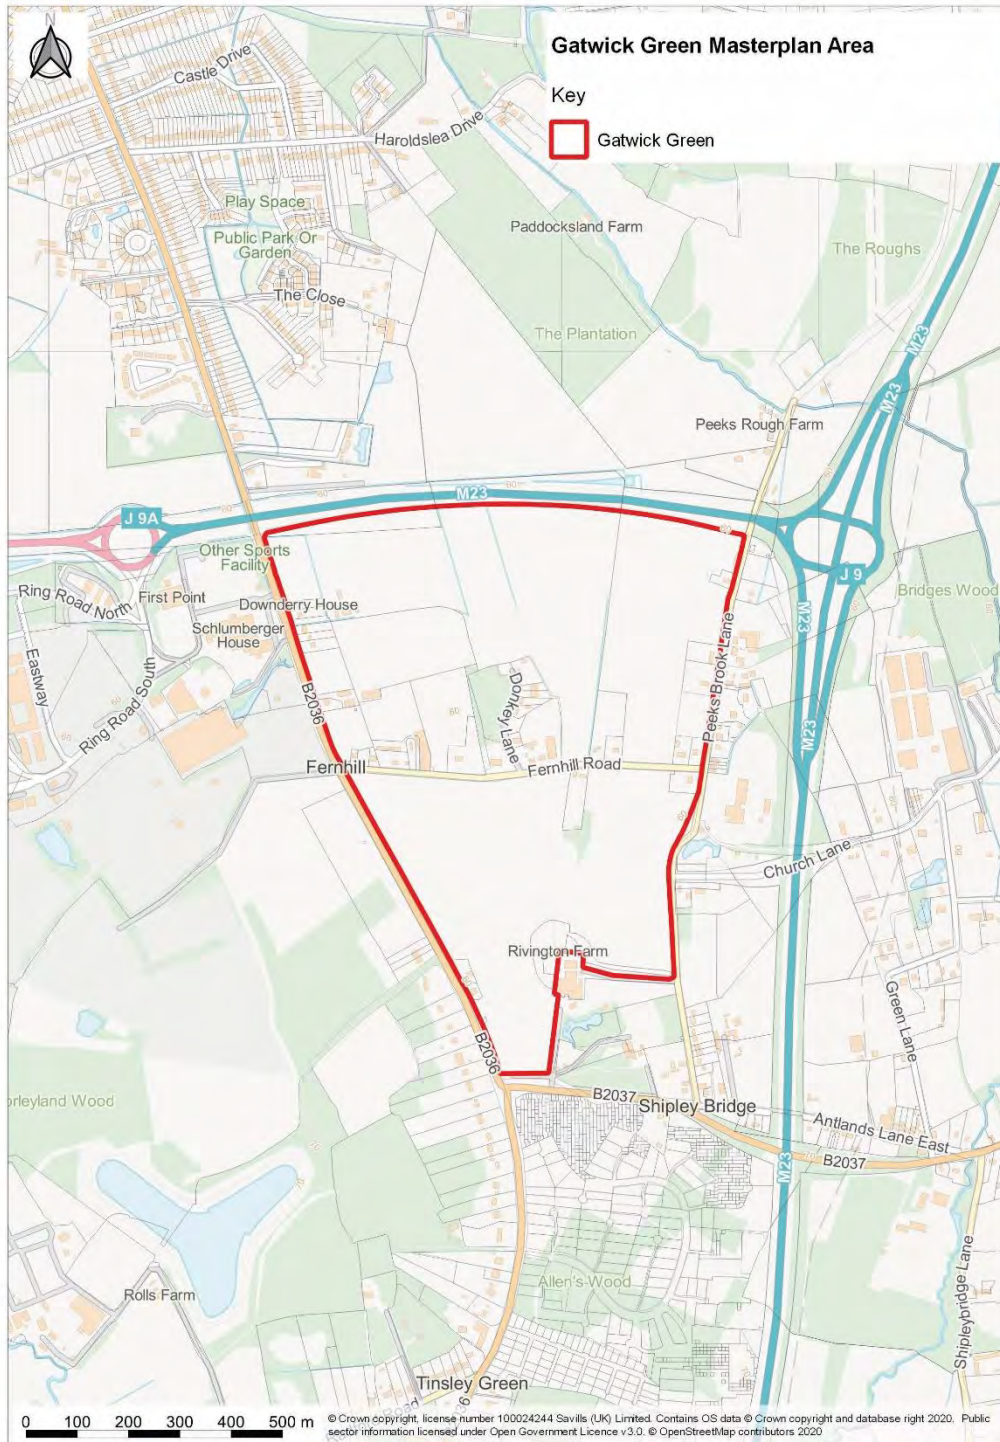 N
Gatwick Green Masterplan Area
Key
Gatwick Green
Castle Drive
Haroldslea Drive
Play Space
Public Park Or
Garden
The Close
Paddocksland Farm
The Roughs
The Plantation
M23
M23
Peeks Rough Farm
M23
J 9A
Other Sports
Facility
J 9
Ring Road North
First Point
Downderry House
Schlumberger
House
Bridges Wood
M23
Eastway
Ring Road South
B2036
Donkey Lane
Peeks Brook Lane
M23
Fernhill
Fernhill Road
Church Lane
Rivington Farm
Green Lane
B2036
B2037
Shipley Bridge
Antlands Lane East
B2037
orleyland Wood
M23
Allen's Wood
Rolls Farm
Shipleybridge Lane
Tinsley Green
0 100 200 300 400 500 m
© Crown copyright, license number 100024244 Savills (UK) Limited. Contains OS data © Crown copyright and database right 2020. Public
sector information licensed under Open Government Licence v3.0. © OpenStreetMap contributors 2020